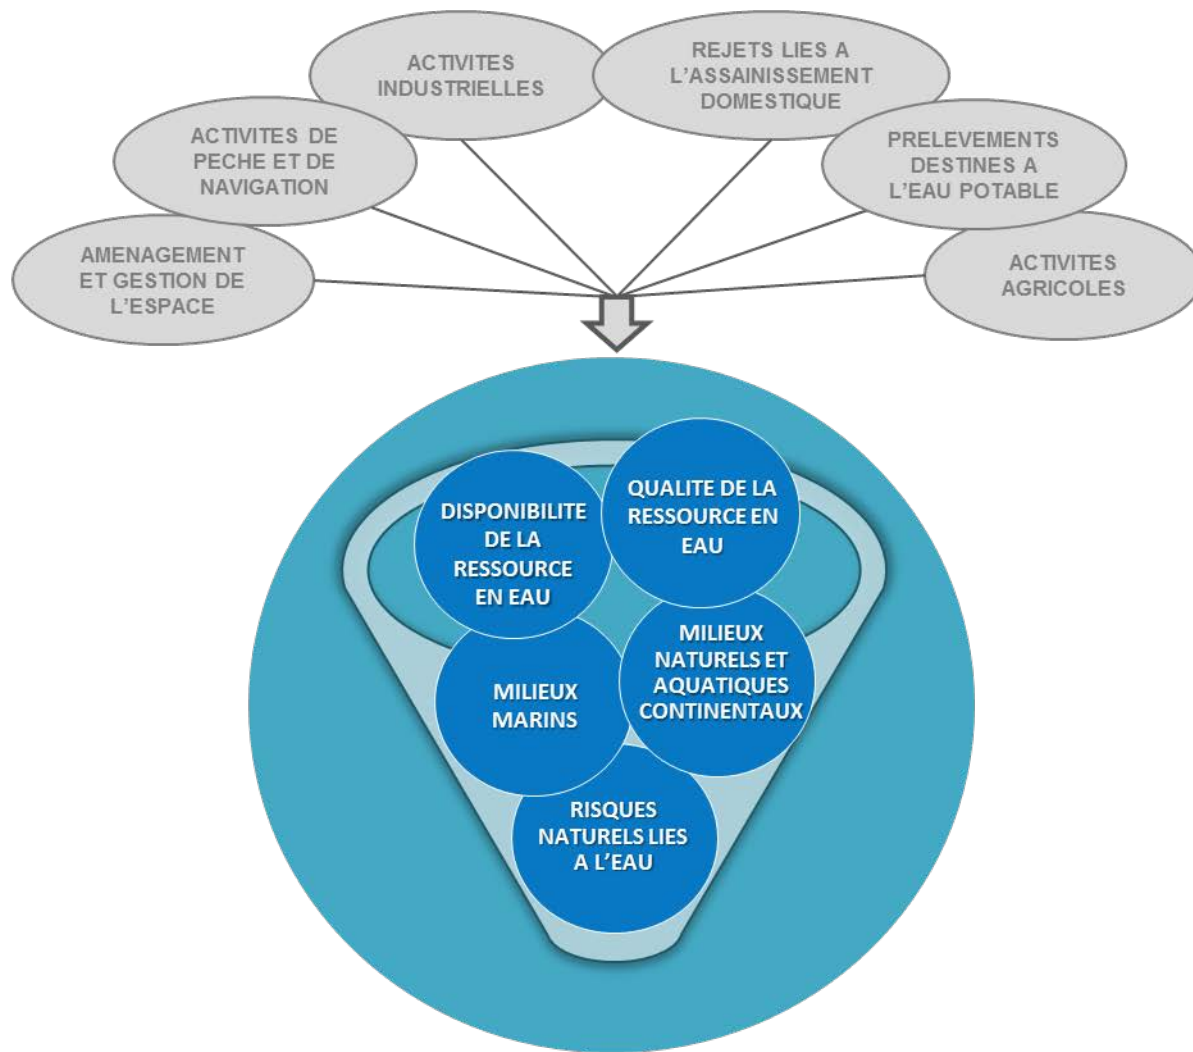 ACTIVITES
INDUSTRIELLES
REJETS LIES A
L'ASSAINISSEMENT
DOMESTIQUE
ACTIVITES DE
PECHE ET DE
NAVIGATION
PRELEVEMENTS
DESTINES A
L'EAU POTABLE
AMENAGEMENT
ET GESTION DE
L'ESPACE
ACTIVITES
AGRICOLES
DISPONIBILITE
DE LA
RESSOURCE
EN EAU
QUALITE DE LA
RESSOURCE EN
EAU
MILIEUX
MARINS
MILIEUX
NATURELS ET
AQUATIQUES
CONTINENTAUX
RISQUES
NATURELS LIES
A L'EAU